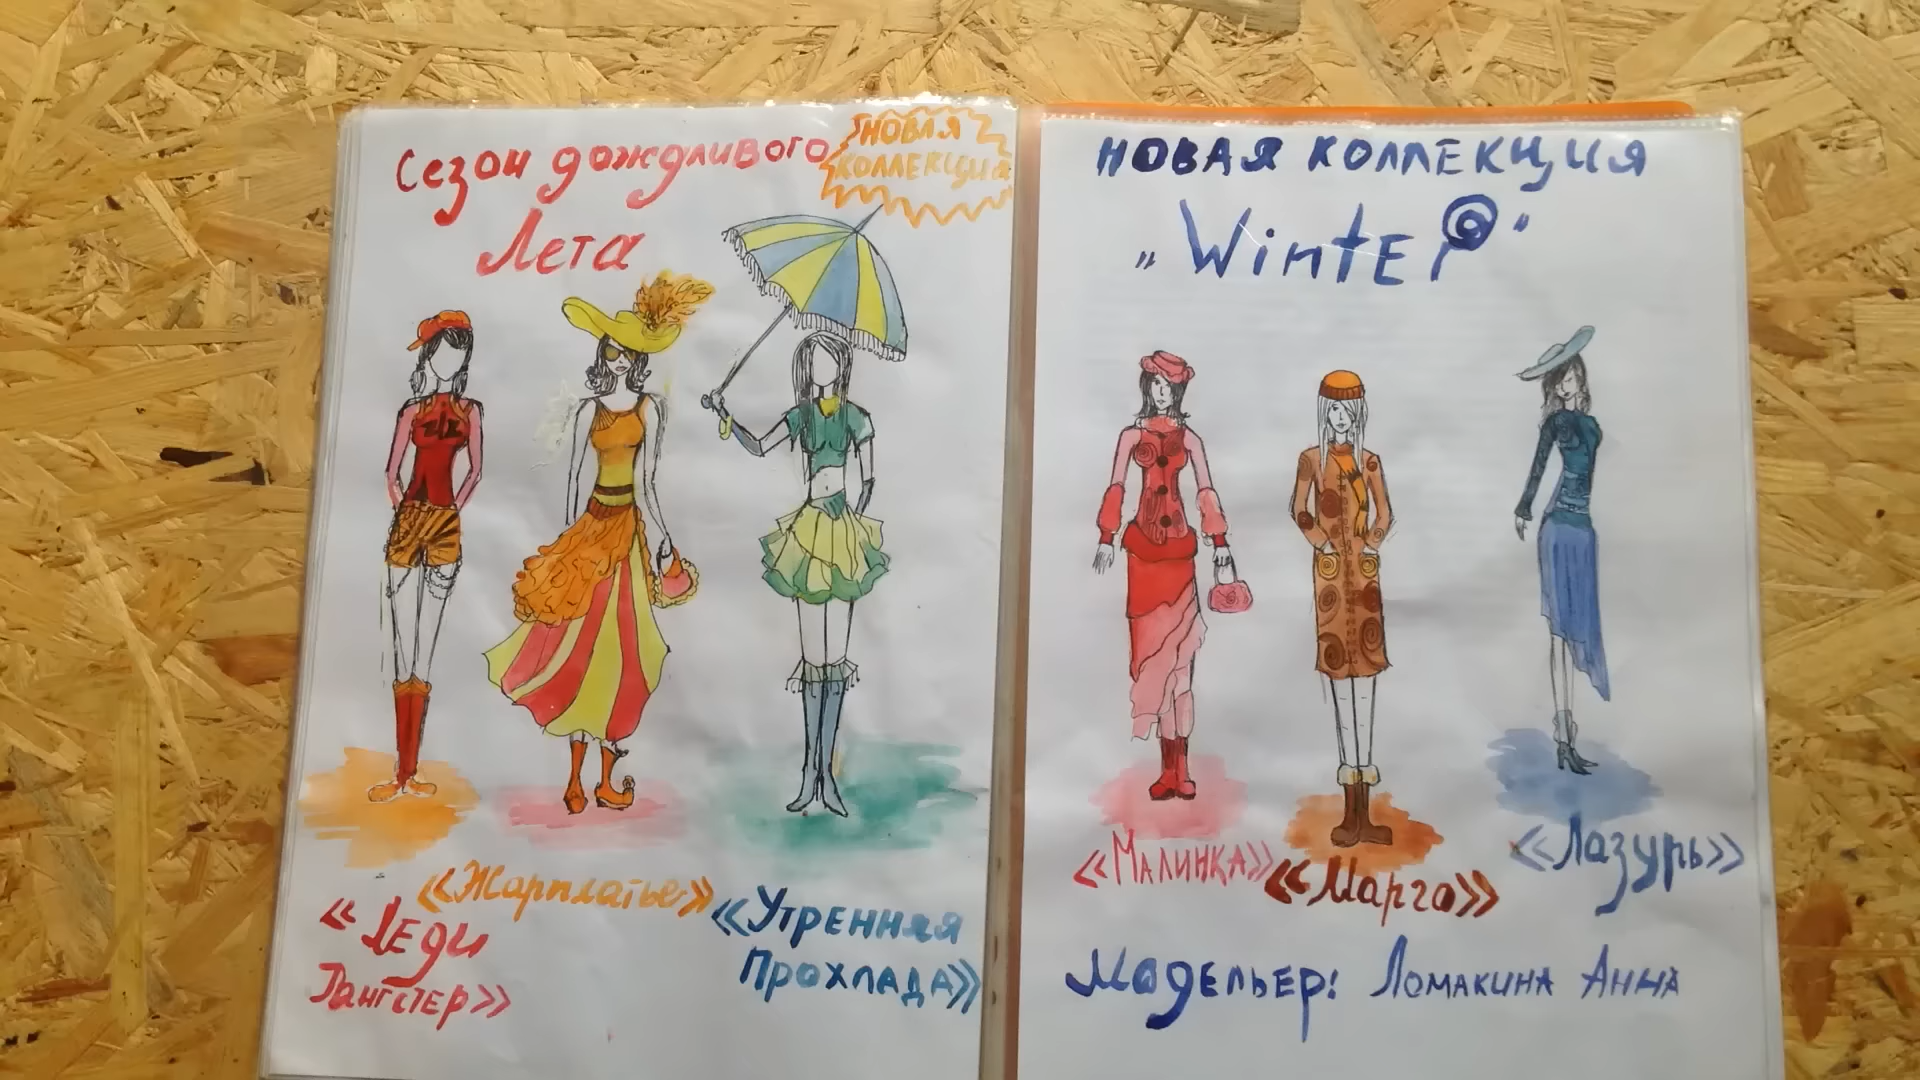 Сезон дождливого
Лета
НОВАЯ
КОЛЛЕКЦИЯ
«Леди
Гангстер»
«Жарплатье»
«Утренняя
Прохлада»
НОВАЯ КОЛЛЕКЦИЯ
„WintEr"
«Малинка»
«Марго»
«Лазурь»
Модельер: Ломакина Анна